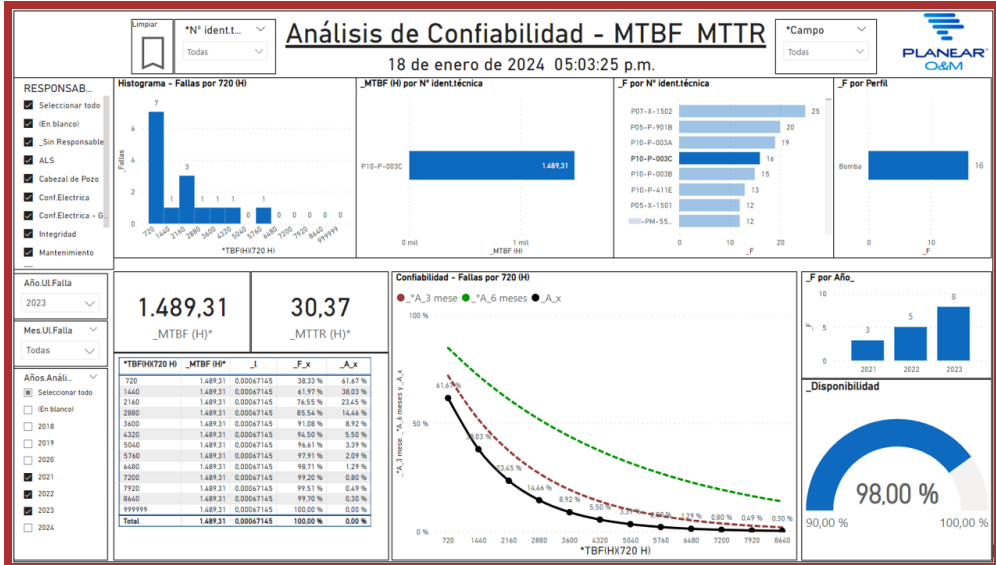 Limpiar
*N° ident.t...
Todas
Análisis de Confiabilidad - MTBF MTTR
18 de enero de 2024 05:03:25 p.m.
*Campo
Todas
PLANEAR
O&M
RESPONSAB...
Seleccionar todo
(En blanco)
_Sin Responsable
ALS
Cabezal de Pozo
Conf.Electrica
Conf.Electrica - G...
Integridad
Mantenimiento
Histograma - Fallas por 720 (H)
_Fallas
6
4
2
0
7
1
3
1
1
1
0
1
0
0
0
0
720
1440
2160
2880
3600
4320
5040
5760
6480
7200
7920
8640
999999
*TBF(H)(720 H)
_MTBF (H) por N° ident.técnica
P10-P-003C
1.489,31
0 mil
1 mil
_MTBF (H)
_F por N° ident.técnica
P07-X-1502
25
P05-P-901B
20
P10-P-003A
19
P10-P-003C
16
P10-P-003B
15
P10-P-411E
13
P05-X-1501
12
-PM-55...
12
0
10
20
_F
_F por Perfil
Bomba
16
0
10
_F
Año.Ul.Falla
2023
Mes.Ul.Falla
Todas
Años.Análi...
Seleccionar todo
(En blanco)
2018
2019
2020
2021
2022
2023
2024
1.489,31
_MTBF (H)*
30,37
_MTTR (H)*
*TBF(H)(720 H) _MTBF (H)* _l _F_x _A_x
720 1.489,31 0,00067145 38,33 % 61,67 %
1440 1.489,31 0,00067145 61,97 % 38,03 %
2160 1.489,31 0,00067145 76,55 % 23,45 %
2880 1.489,31 0,00067145 85,54 % 14,46 %
3600 1.489,31 0,00067145 91,08 % 8,92 %
4320 1.489,31 0,00067145 94,50 % 5,50 %
5040 1.489,31 0,00067145 96,61 % 3,39 %
5760 1.489,31 0,00067145 97,91 % 2,09 %
6480 1.489,31 0,00067145 98,71 % 1,29 %
7200 1.489,31 0,00067145 99,20 % 0,80 %
7920 1.489,31 0,00067145 99,51 % 0,49 %
8640 1.489,31 0,00067145 99,70 % 0,30 %
999999 1.489,31 0,00067145 100,00 % 0,00 %
Total 1.489,31 0,00067145 100,00 % 0,00 %
Confiabilidad - Fallas por 720 (H)
_*A_3 mese _*A_6 meses _A_x
_*A_3 mese, _*A_6 meses y _A_x
100 %
50 %
0 %
61,67 %
38,03 %
23,45 %
14,46 %
8,92 %
5,50 %
3,39 %
2,09 %
1,29 %
0,80 %
0,49 %
0,30 %
720 1440 2160 2880 3600 4320 5040 5760 6480 7200 7920 8640
*TBF(H)(720 H)
_F por Año_
_F
10
5
0
3
5
8
2021
2022
2023
_Disponibilidad
98,00 %
90,00 %
100,00 %